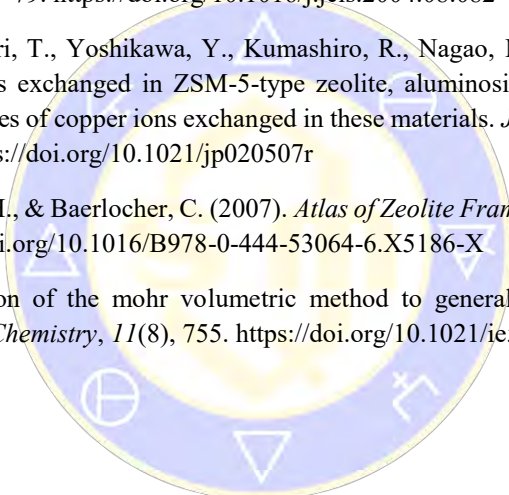 79. https://doi.org/10.1016/j.jcis.2004.08.082
ri, T., Yoshikawa, Y., Kumashiro, R., Nagao, 
s exchanged in ZSM-5-type zeolite, aluminosi
es of copper ions exchanged in these materials. J
s://doi.org/10.1021/jp020507r
., & Baerlocher, C. (2007). Atlas of Zeolite Fran
i.org/10.1016/B978-0-444-53064-6.X5186-X
on of the mohr volumetric method to general
Chemistry, 11(8), 755. https://doi.org/10.1021/ie